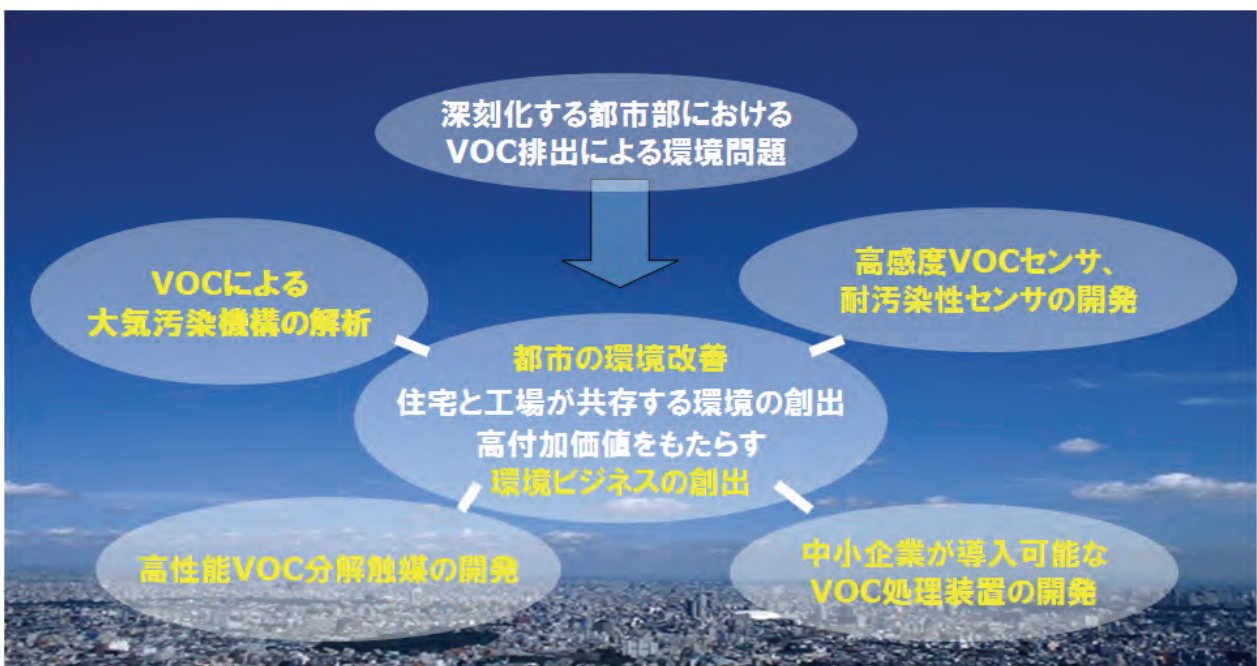 深刻化する都市部における
VOC排出による環境問題
VOCによる
大気汚染機構の解析
高感度VOCセンサ、
耐汚染性センサの開発
都市の環境改善
住宅と工場が共存する環境の創出
高付加価値をもたらす
環境ビジネスの創出
高性能VOC分解触媒の開発
中小企業が導入可能な
VOC処理装置の開発